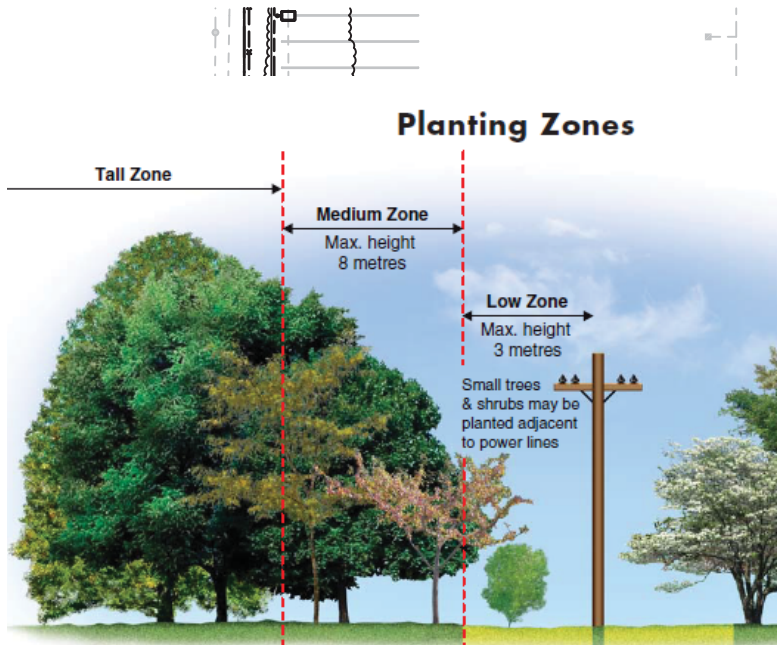 Planting Zones
Tall Zone
Medium Zone
Max. height
8 metres
Low Zone
Max. height
3 metres
Small trees
& shrubs may be
planted adjacent
to power lines